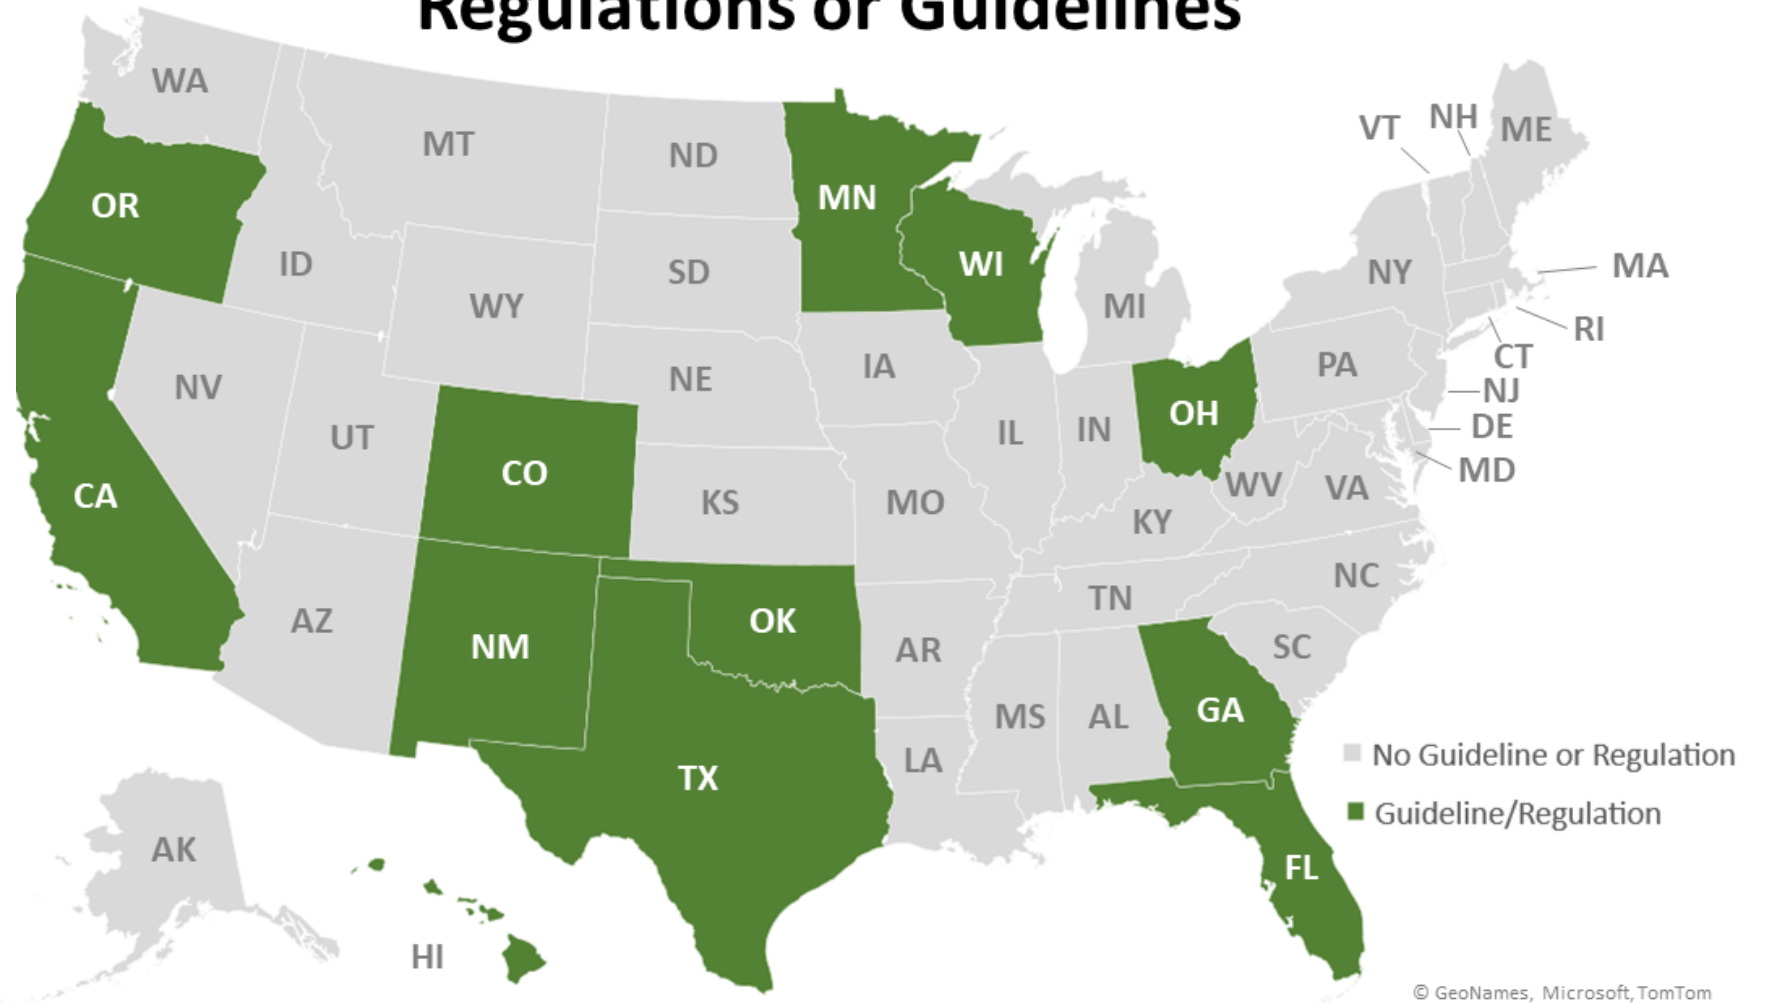 Regulations or Guidelines
WA
MT
ND
MN
VT
NH
ME
OR
ID
SD
WI
MI
NY
MA
WY
RI
NV
NE
IA
PA
CT
NJ
UT
CO
IL
IN
OH
DE
MD
CA
KS
MO
WV
VA
KY
AZ
NM
OK
TN
NC
AR
SC
TX
MS
AL
GA
LA
No Guideline or Regulation
Guideline/Regulation
AK
FL
HI
© GeoNames, Microsoft, TomTom